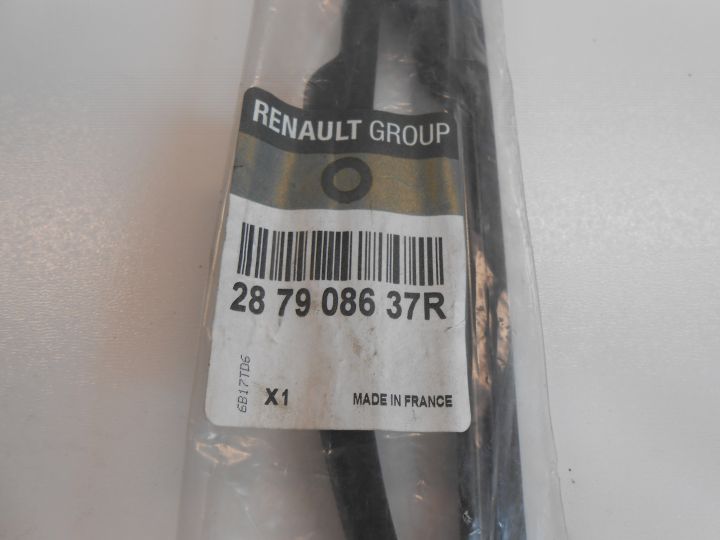 RENAULT GROUP
28 79 086 37R
6B17TD6
X1
MADE IN FRANCE